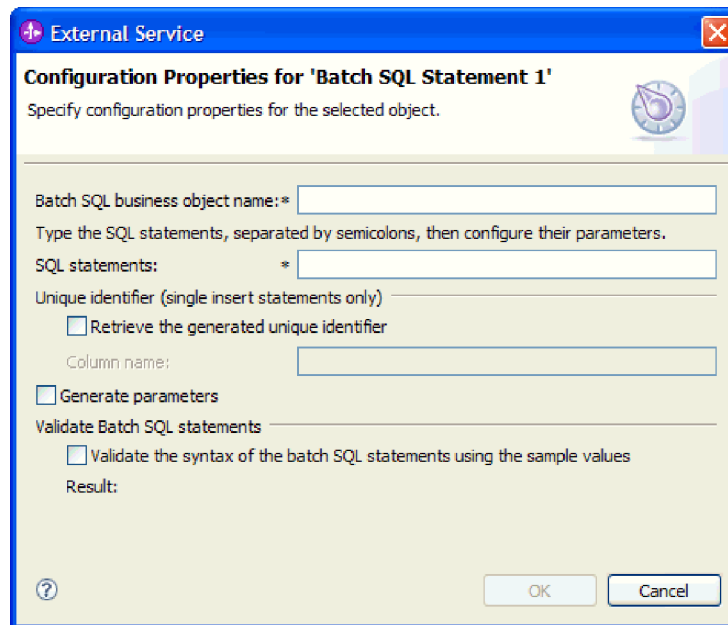 External Service
Configuration Properties for 'Batch SQL Statement 1'
Specify configuration properties for the selected object.
Batch SQL business object name:*
Type the SQL statements, separated by semicolons, then configure their parameters.
SQL statements: *
Unique identifier (single insert statements only)
Retrieve the generated unique identifier
Column name:
Generate parameters
Validate Batch SQL statements
Validate the syntax of the batch SQL statements using the sample values
Result:
? OK Cancel